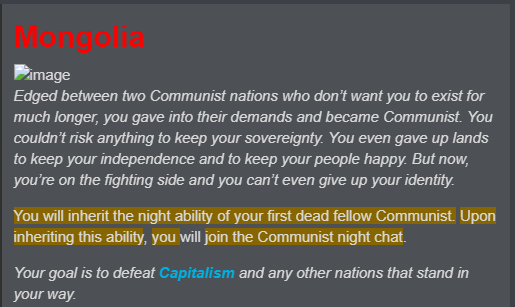 Mongolia
image
Edged between two Communist nations who don’t want you to exist for
much longer, you gave into their demands and became Communist. You
couldn’t risk anything to keep your sovereignty. You even gave up lands
to keep your independence and to keep your people happy. But now,
you’re on the fighting side and you can’t even give up your identity.
You will inherit the night ability of your first dead fellow Communist. Upon
inheriting this ability, you will join the Communist night chat.
Your goal is to defeat Capitalism and any other nations that stand in
your way.